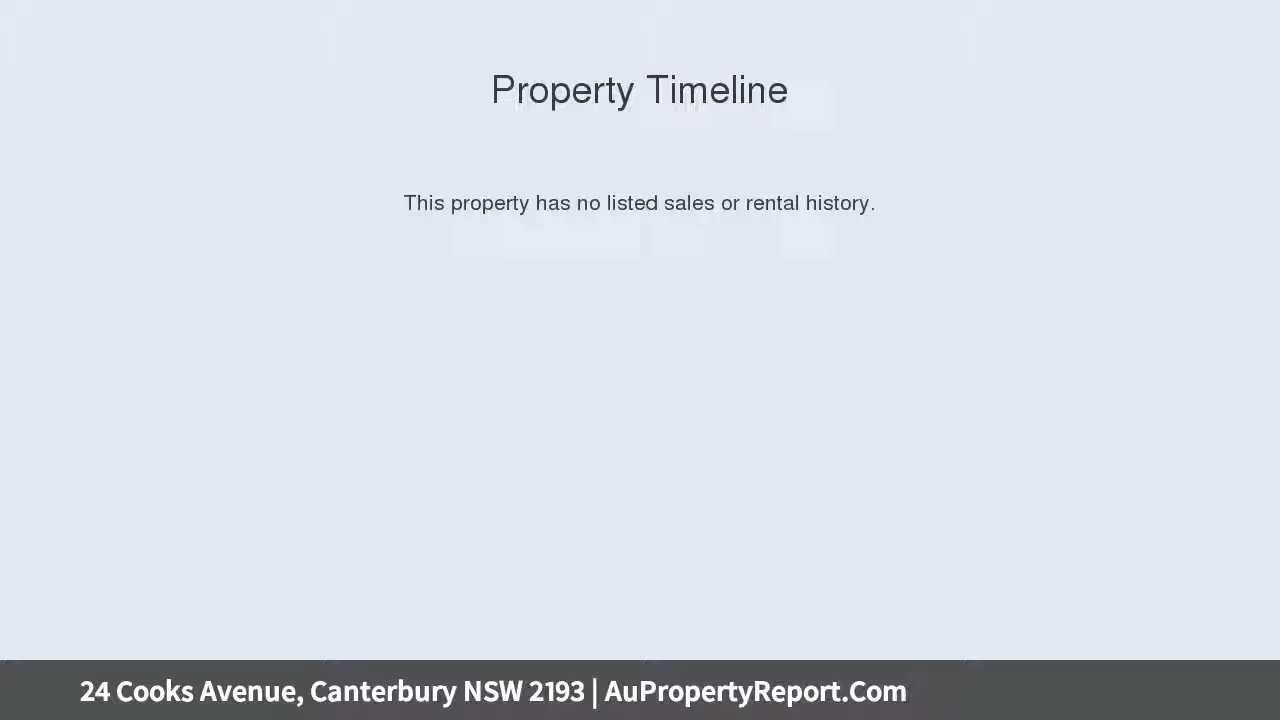 Property Timeline
This property has no listed sales or rental history.
24 Cooks Avenue, Canterbury NSW 2193 | AuPropertyReport.Com